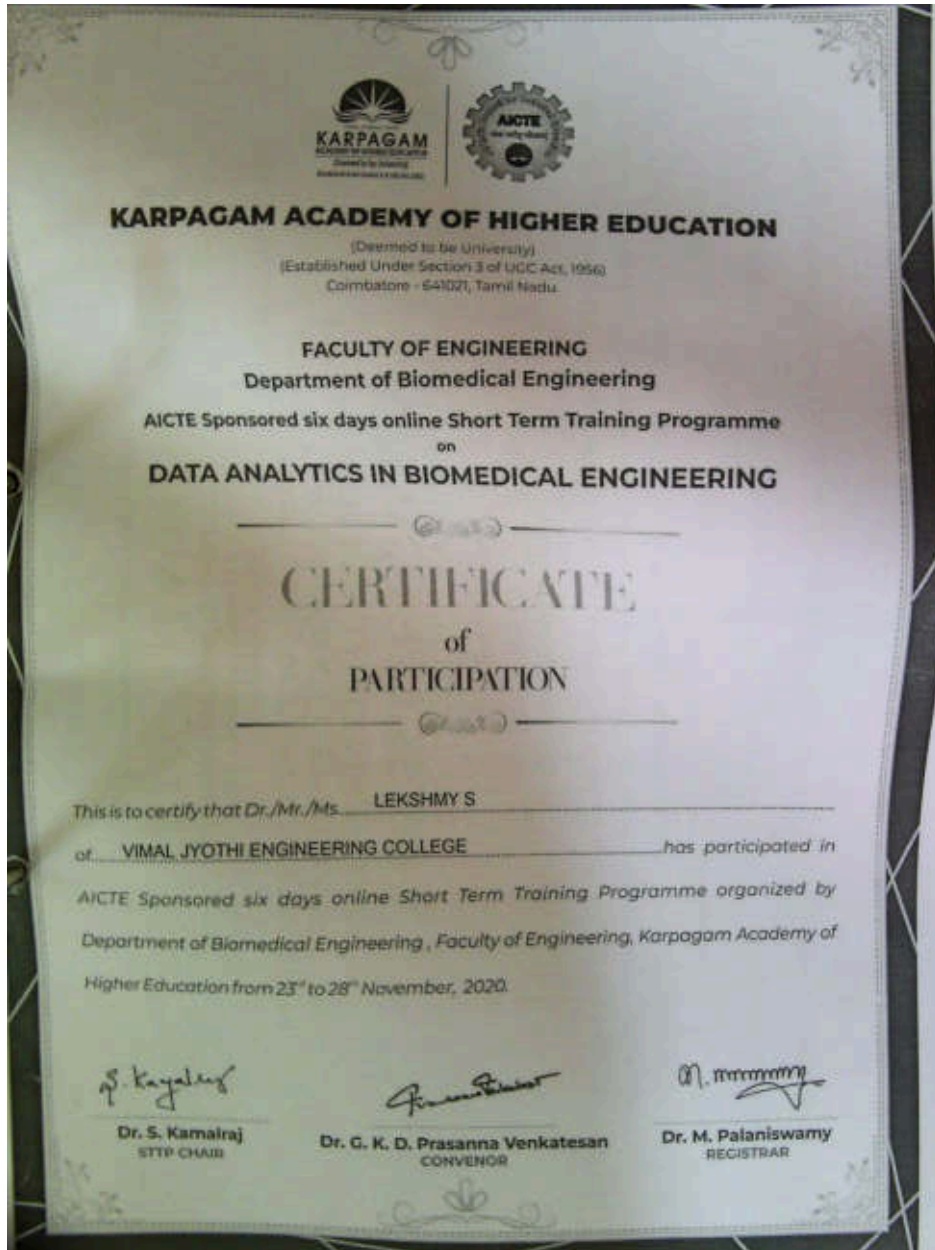 KARPAGAM
AICTE
KARPAGAM ACADEMY OF HIGHER EDUCATION
(Deemed to be University)
(Established Under Section 3 of UGC Act, 1956)
Coimbatore - 641021, Tamil Nadu.
FACULTY OF ENGINEERING
Department of Biomedical Engineering
AICTE Sponsored six days online Short Term Training Programme
on
DATA ANALYTICS IN BIOMEDICAL ENGINEERING
CERTIFICATE
of
PARTICIPATION
This is to certify that Dr./Mr./Ms. LEKSHMY S
of VIMAL JYOTHI ENGINEERING COLLEGE has participated in
AICTE Sponsored six days online Short Term Training Programme organized by
Department of Biomedical Engineering , Faculty of Engineering, Karpagam Academy of
Higher Education from 23rd to 28th November, 2020.
Dr. S. Kamalraj
STTP CHAIR
Dr. G. K. D. Prasanna Venkatesan
CONVENOR
Dr. M. Palaniswamy
REGISTRAR